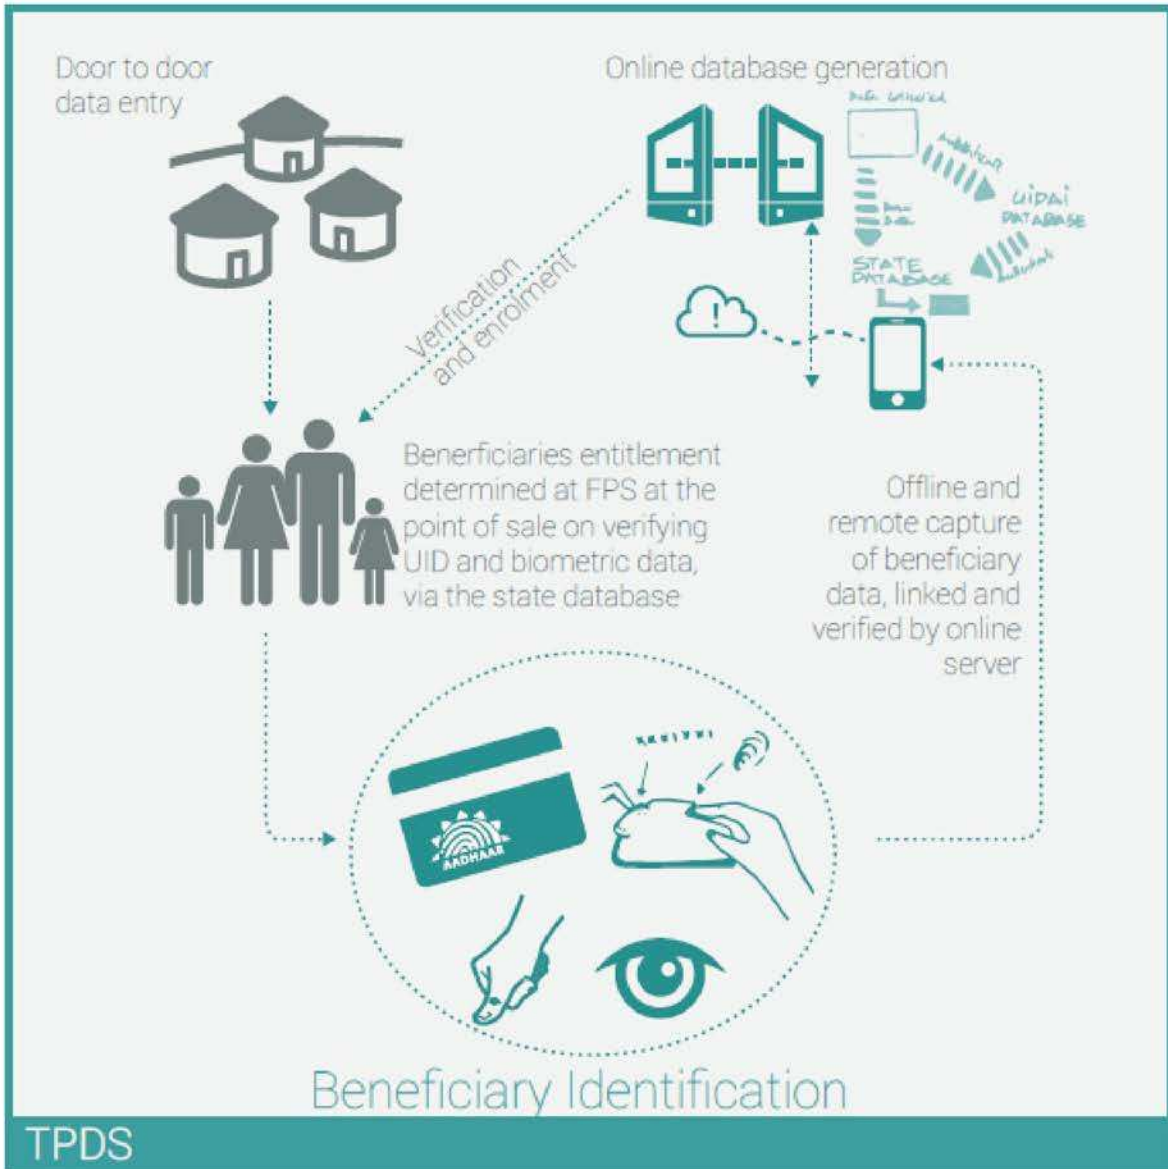 Door to door
data entry
Online database generation
UIDAI
DATABASE
STATE
DATABASE
Verification
and enrolment
Benerficiaries entitlement
determined at FPS at the
point of sale on verifying
UID and biometric data,
via the state database
Offline and
remote capture
of beneficiary
data, linked and
verified by online
server
!
AADHAAR
Beneficiary Identification
TPDS